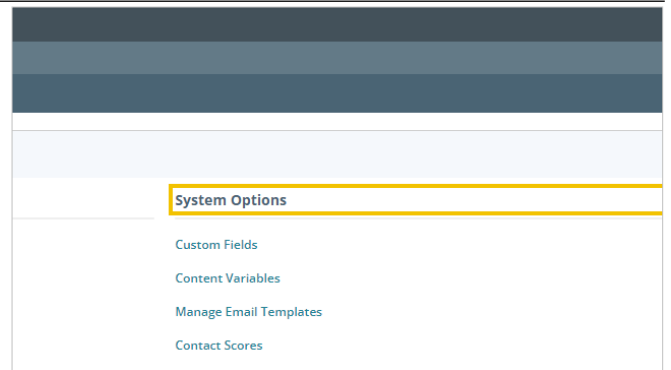 System Options
Custom Fields
Content Variables
Manage Email Templates
Contact Scores